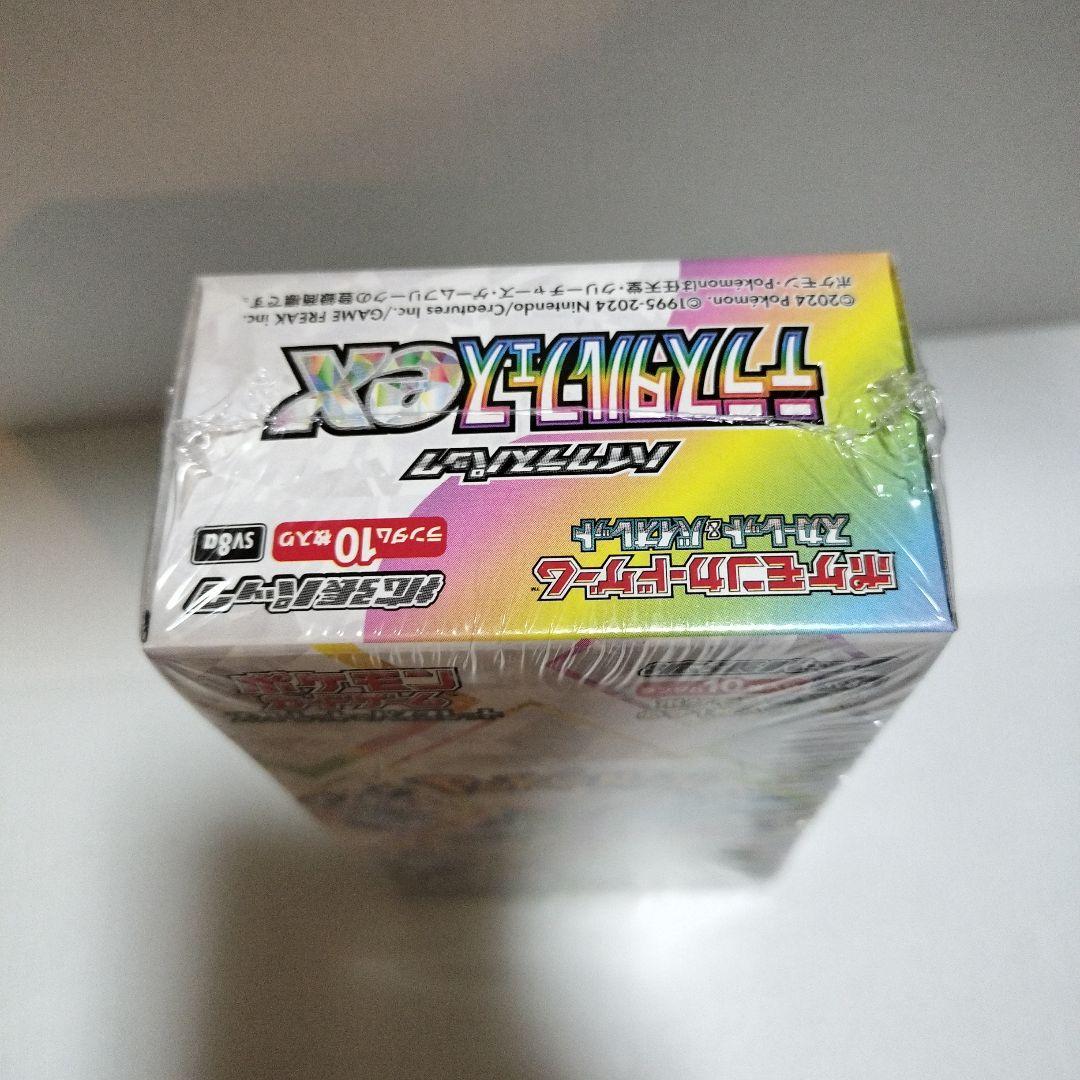 ポケモンカードゲーム™
スカーレット&バイオレット
拡張パック
ランダム10枚入り
SV8a
ハイクラスパック
テラスタルフェスex
©2024 Pokémon. ©1995-2024 Nintendo/Creatures Inc./GAME FREAK inc.
ポケモン・Pokémonは任天堂・クリーチャーズ・ゲームフリークの登録商標です。